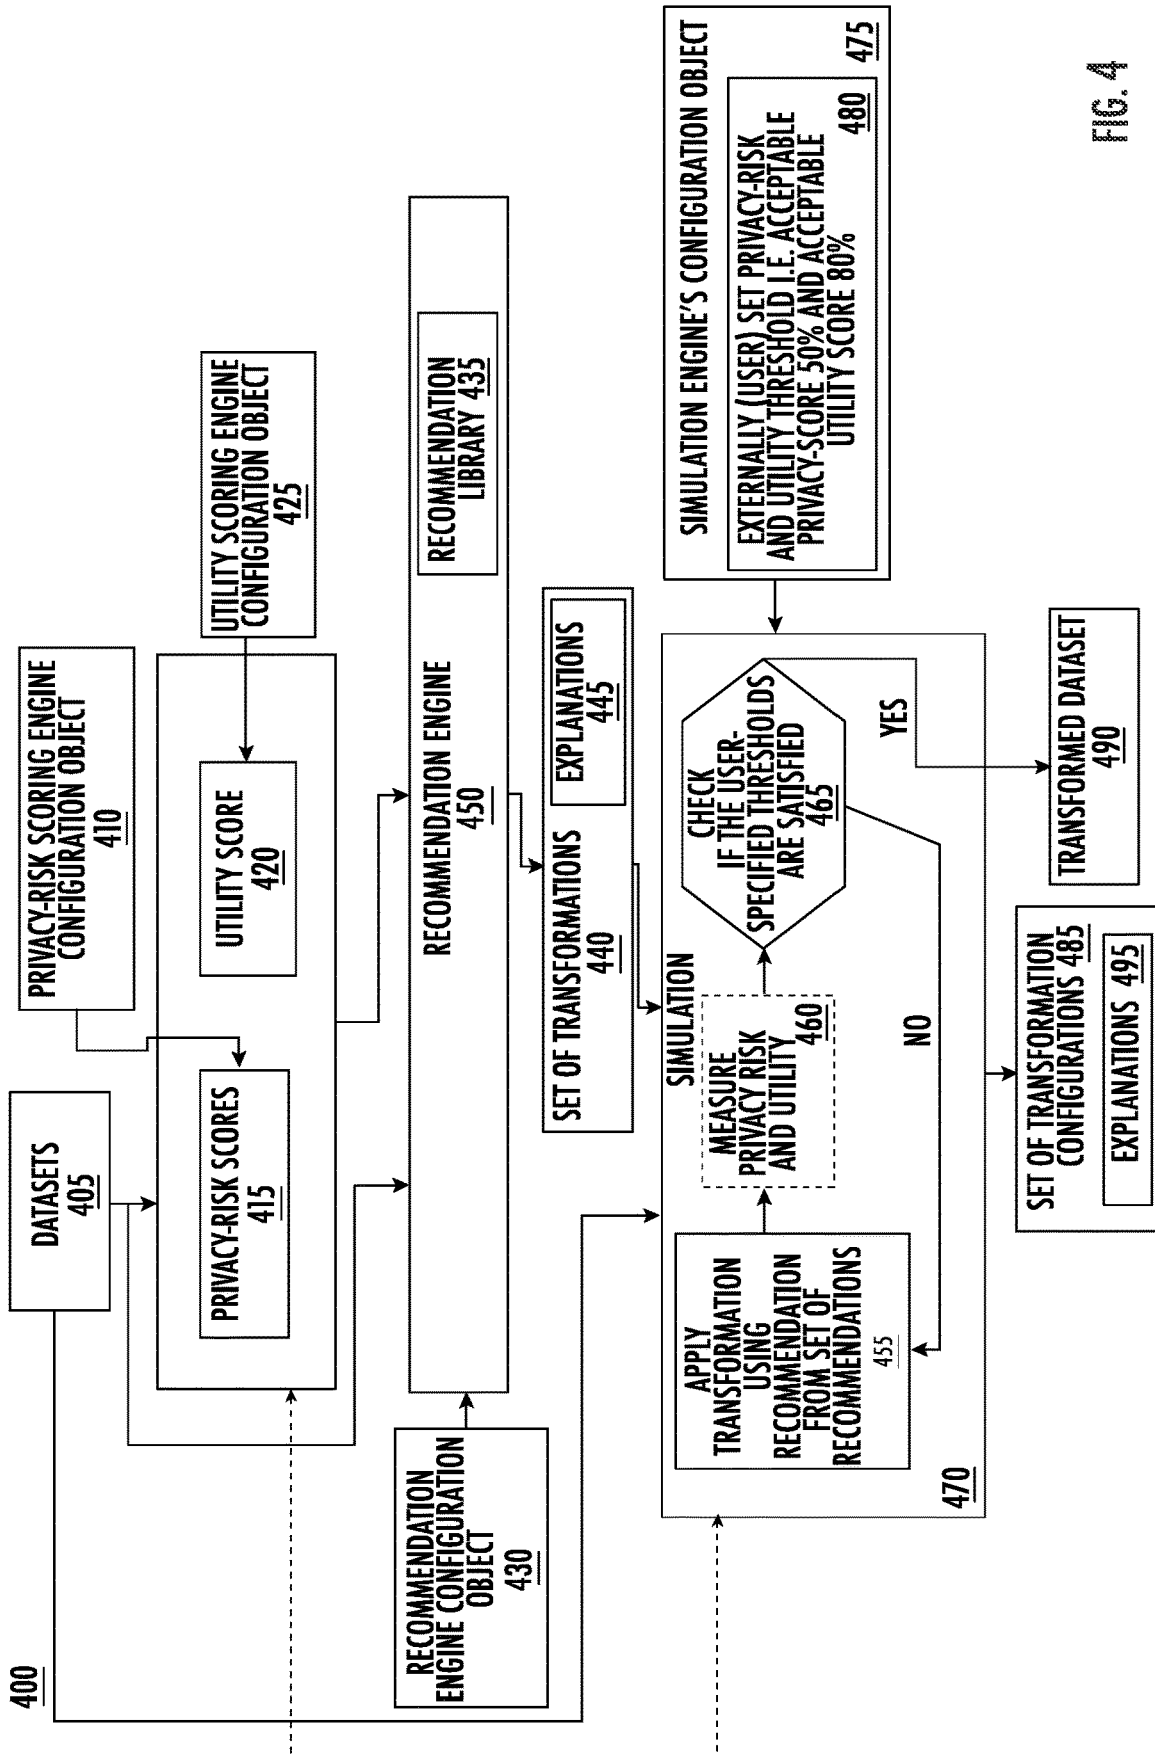 400
DATASETS
405
PRIVACY-RISK SCORING ENGINE
CONFIGURATION OBJECT
410
PRIVACY-RISK SCORES
415
UTILITY SCORE
420
UTILITY SCORING ENGINE
CONFIGURATION OBJECT
425
RECOMMENDATION
ENGINE CONFIGURATION
OBJECT
430
RECOMMENDATION ENGINE
450
RECOMMENDATION
LIBRARY 435
SET OF TRANSFORMATIONS
440
EXPLANATIONS
445
SIMULATION
APPLY
TRANSFORMATION
USING
RECOMMENDATION
FROM SET OF
RECOMMENDATIONS
455
MEASURE
PRIVACY RISK
AND UTILITY
460
CHECK
IF THE USER-
SPECIFIED THRESHOLDS
ARE SATISFIED
465
NO
YES
470
SIMULATION ENGINE'S CONFIGURATION OBJECT
EXTERNALLY (USER) SET PRIVACY-RISK
AND UTILITY THRESHOLD I.E. ACCEPTABLE
PRIVACY-SCORE 50% AND ACCEPTABLE
UTILITY SCORE 80%
480
475
SET OF TRANSFORMATION
CONFIGURATIONS 485
EXPLANATIONS 495
TRANSFORMED DATASET
490
FIG. 4